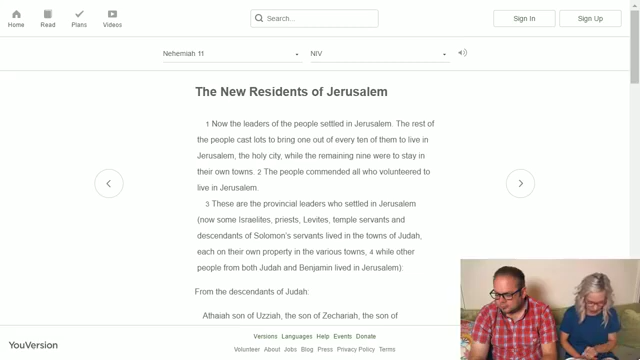 Home
Read
Plans
Videos
Search...
Sign In
Sign Up
Nehemiah 11
NIV
The New Residents of Jerusalem
1 Now the leaders of the people settled in Jerusalem. The rest of
the people cast lots to bring one out of every ten of them to live in
Jerusalem, the holy city, while the remaining nine were to stay in
their own towns. 2 The people commended all who volunteered to
live in Jerusalem.
3 These are the provincial leaders who settled in Jerusalem
(now some Israelites, priests, Levites, temple servants and
descendants of Solomon's servants lived in the towns of Judah,
each on their own property in the various towns, 4 while other
people from both Judah and Benjamin lived in Jerusalem):
From the descendants of Judah:
Athaiah son of Uzziah, the son of Zechariah, the son of
YouVersion
Versions Languages Help Events Donate
Volunteer About Jobs Blog Press Privacy Policy Terms